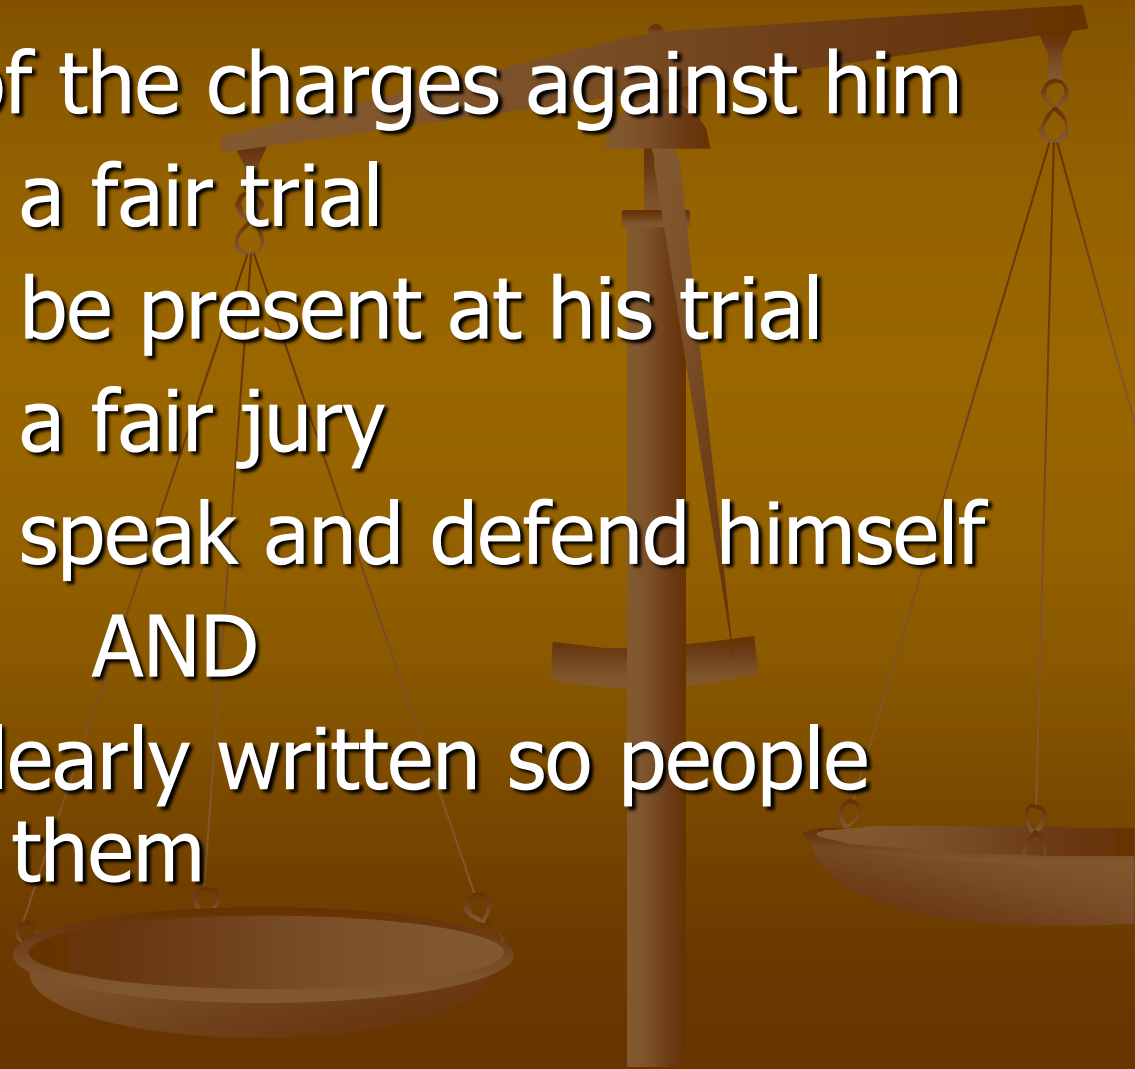 of the charges against him
a fair trial
be present at his trial
a fair jury
speak and defend himself
AND
learly written so people
them